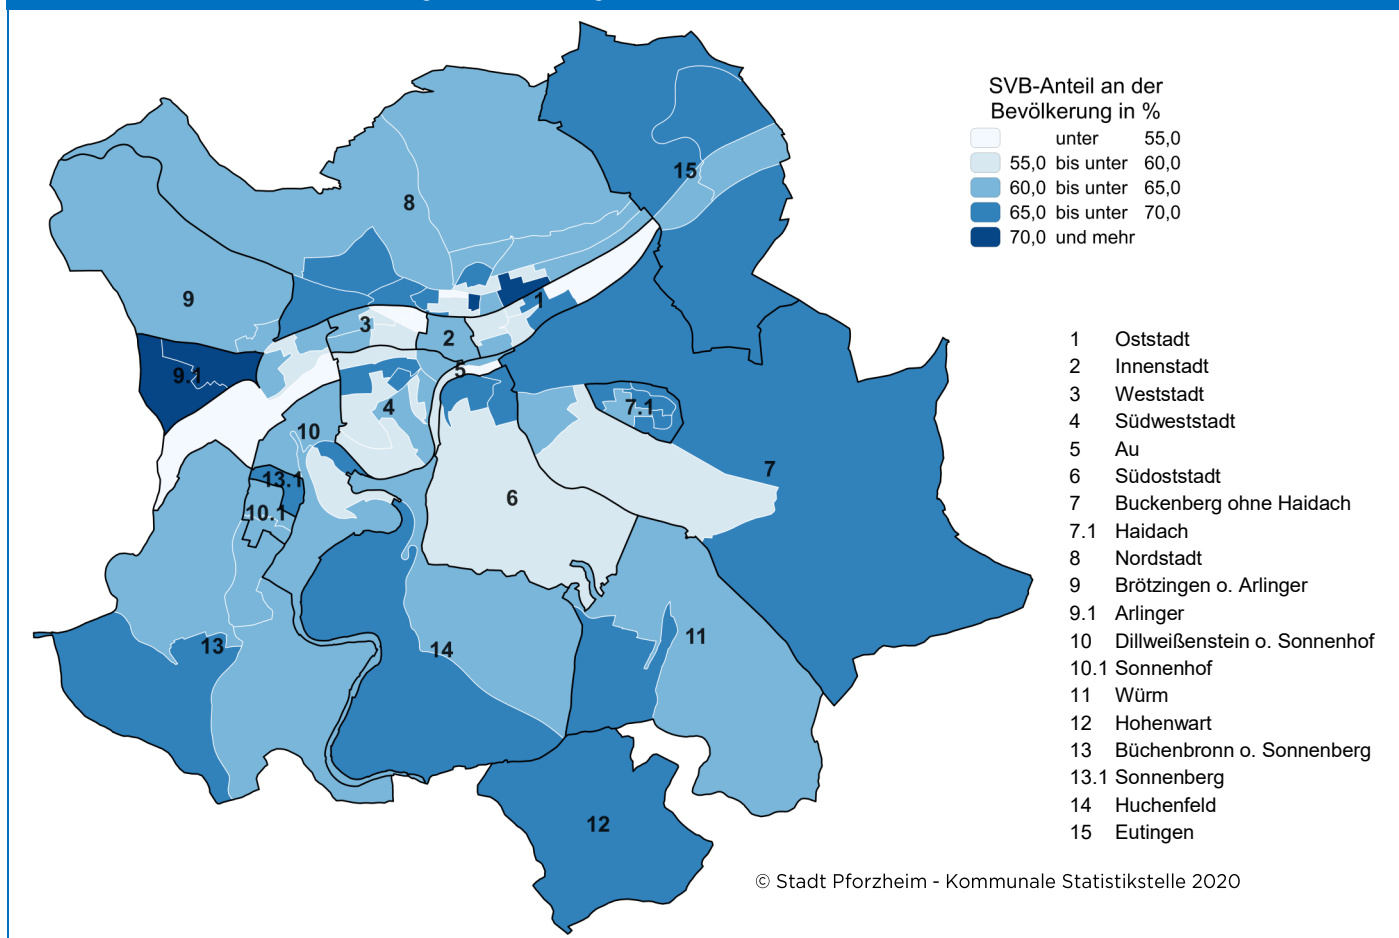 SVB-Anteil an der
Bevölkerung in %
unter 55,0
55,0 bis unter 60,0
60,0 bis unter 65,0
65,0 bis unter 70,0
70,0 und mehr
15
8
9
1
3
2
9.1
5
4
7.1
10
7
13.1
6
10.1
11
13
14
12
1 Oststadt
2 Innenstadt
3 Weststadt
4 Südweststadt
5 Au
6 Südoststadt
7 Buckenberg ohne Haidach
7.1 Haidach
8 Nordstadt
9 Brötzingen o. Arlinger
9.1 Arlinger
10 Dillweißenstein o. Sonnenhof
10.1 Sonnenhof
11 Würm
12 Hohenwart
13 Büchenbronn o. Sonnenberg
13.1 Sonnenberg
14 Huchenfeld
15 Eutingen
© Stadt Pforzheim - Kommunale Statistikstelle 2020